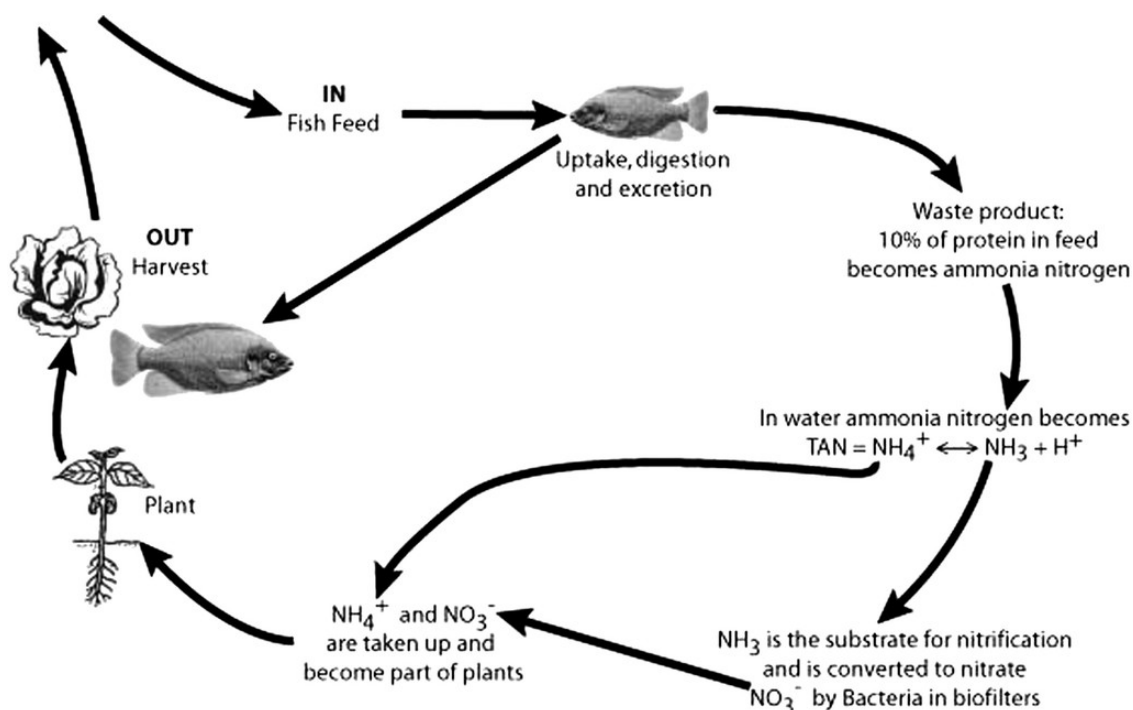 IN
Fish Feed
Uptake, digestion
and excretion
Waste product:
10% of protein in feed
becomes ammonia nitrogen
OUT
Harvest
In water ammonia nitrogen becomes
TAN = NH₄⁺ ↔ NH₃ + H⁺
Plant
NH₄⁺ and NO₃⁻
are taken up and
become part of plants
NH₃ is the substrate for nitrification
and is converted to nitrate
NO₃⁻ by Bacteria in biofilters